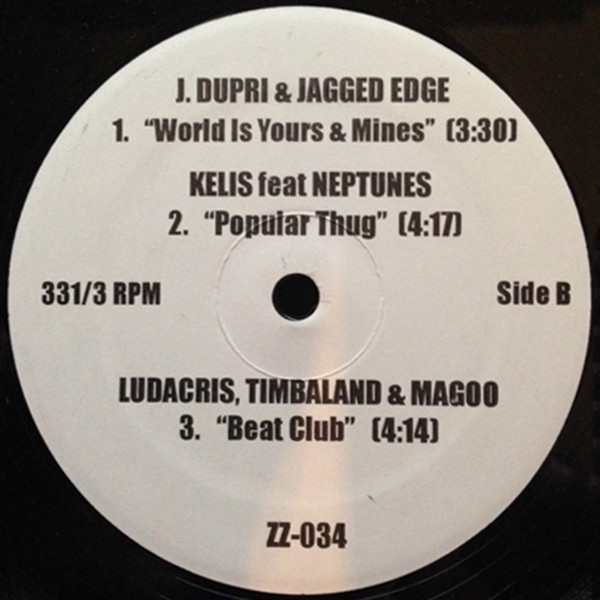 J. DUPRI & JAGGED EDGE
1. "World Is Yours & Mines" (3:30)
KELIS feat NEPTUNES
2. "Popular Thug" (4:17)
331/3 RPM
Side B
LUDACRIS, TIMBALAND & MAGOO
3. "Beat Club" (4:14)
ZZ-034